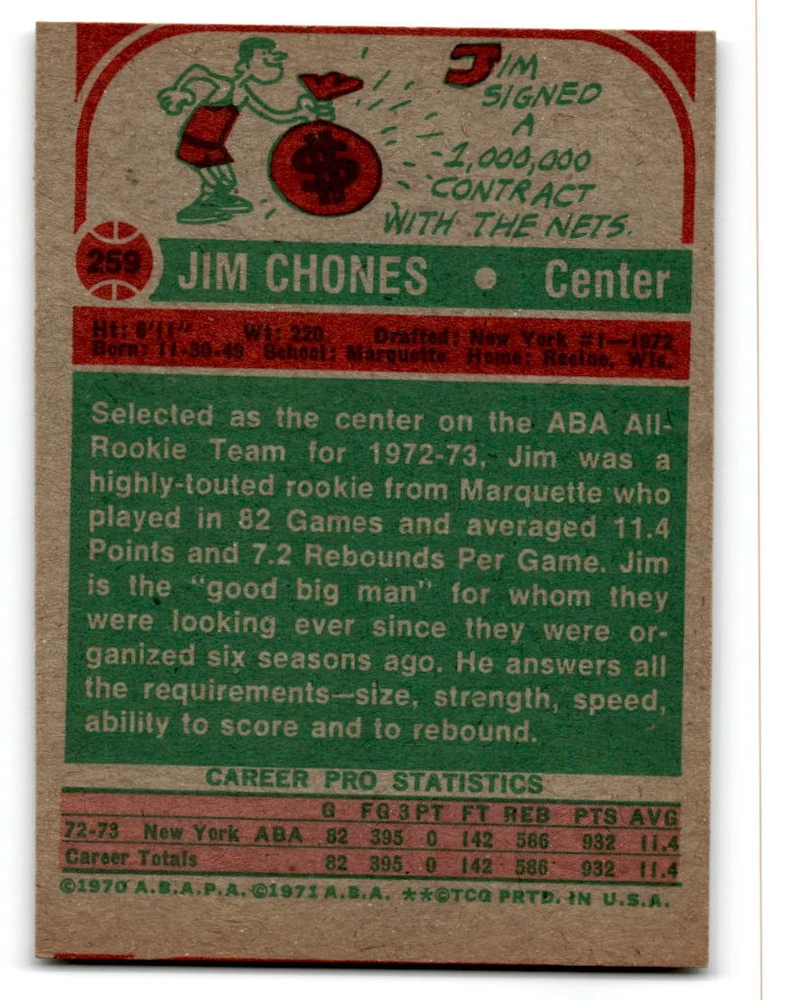 JIM
SIGNED
A
1,000,000
CONTRACT
WITH THE NETS.
259 JIM CHONES • Center
Ht: 6'11" Wt: 220 Drafted: New York #1—1972
Born: 11-30-49 School: Marquette Home: Racine, Wis.
Selected as the center on the ABA All-
Rookie Team for 1972-73, Jim was a
highly-touted rookie from Marquette who
played in 82 Games and averaged 11.4
Points and 7.2 Rebounds Per Game. Jim
is the "good big man" for whom they
were looking ever since they were or-
ganized six seasons ago. He answers all
the requirements—size, strength, speed,
ability to score and to rebound.
CAREER PRO STATISTICS
G FG 3PT FT REB PTS AVG
72-73 New York ABA 82 395 0 142 586 932 11.4
Career Totals 82 395 0 142 586 932 11.4
©1970 A.B.A.P.A. ©1971 A.B.A. **©TCG PRTD. IN U.S.A.